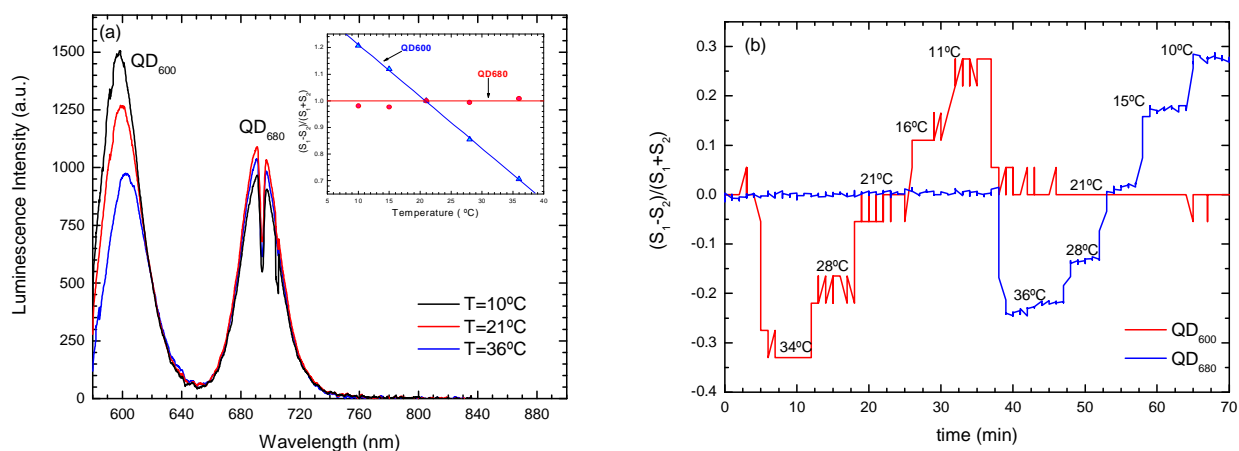 (a)
Luminescence Intensity (a.u.)
1500
1250
1000
750
500
250
0
QD600
QD680
T=10ºC
T=21ºC
T=36ºC
600 640 680 720 760 800 840 880
Wavelength (nm)
(S1-S2)/(S1+S2)
1.2
1.1
1.0
0.9
0.8
0.7
QD600
QD680
5 10 15 20 25 30 35 40
Temperature (ºC)
(b)
(S1-S2)/(S1+S2)
0.3
0.2
0.1
0.0
-0.1
-0.2
-0.3
-0.4
11ºC
10ºC
15ºC
16ºC
21ºC
21ºC
28ºC
28ºC
36ºC
34ºC
QD600
QD680
0 10 20 30 40 50 60 70
time (min)